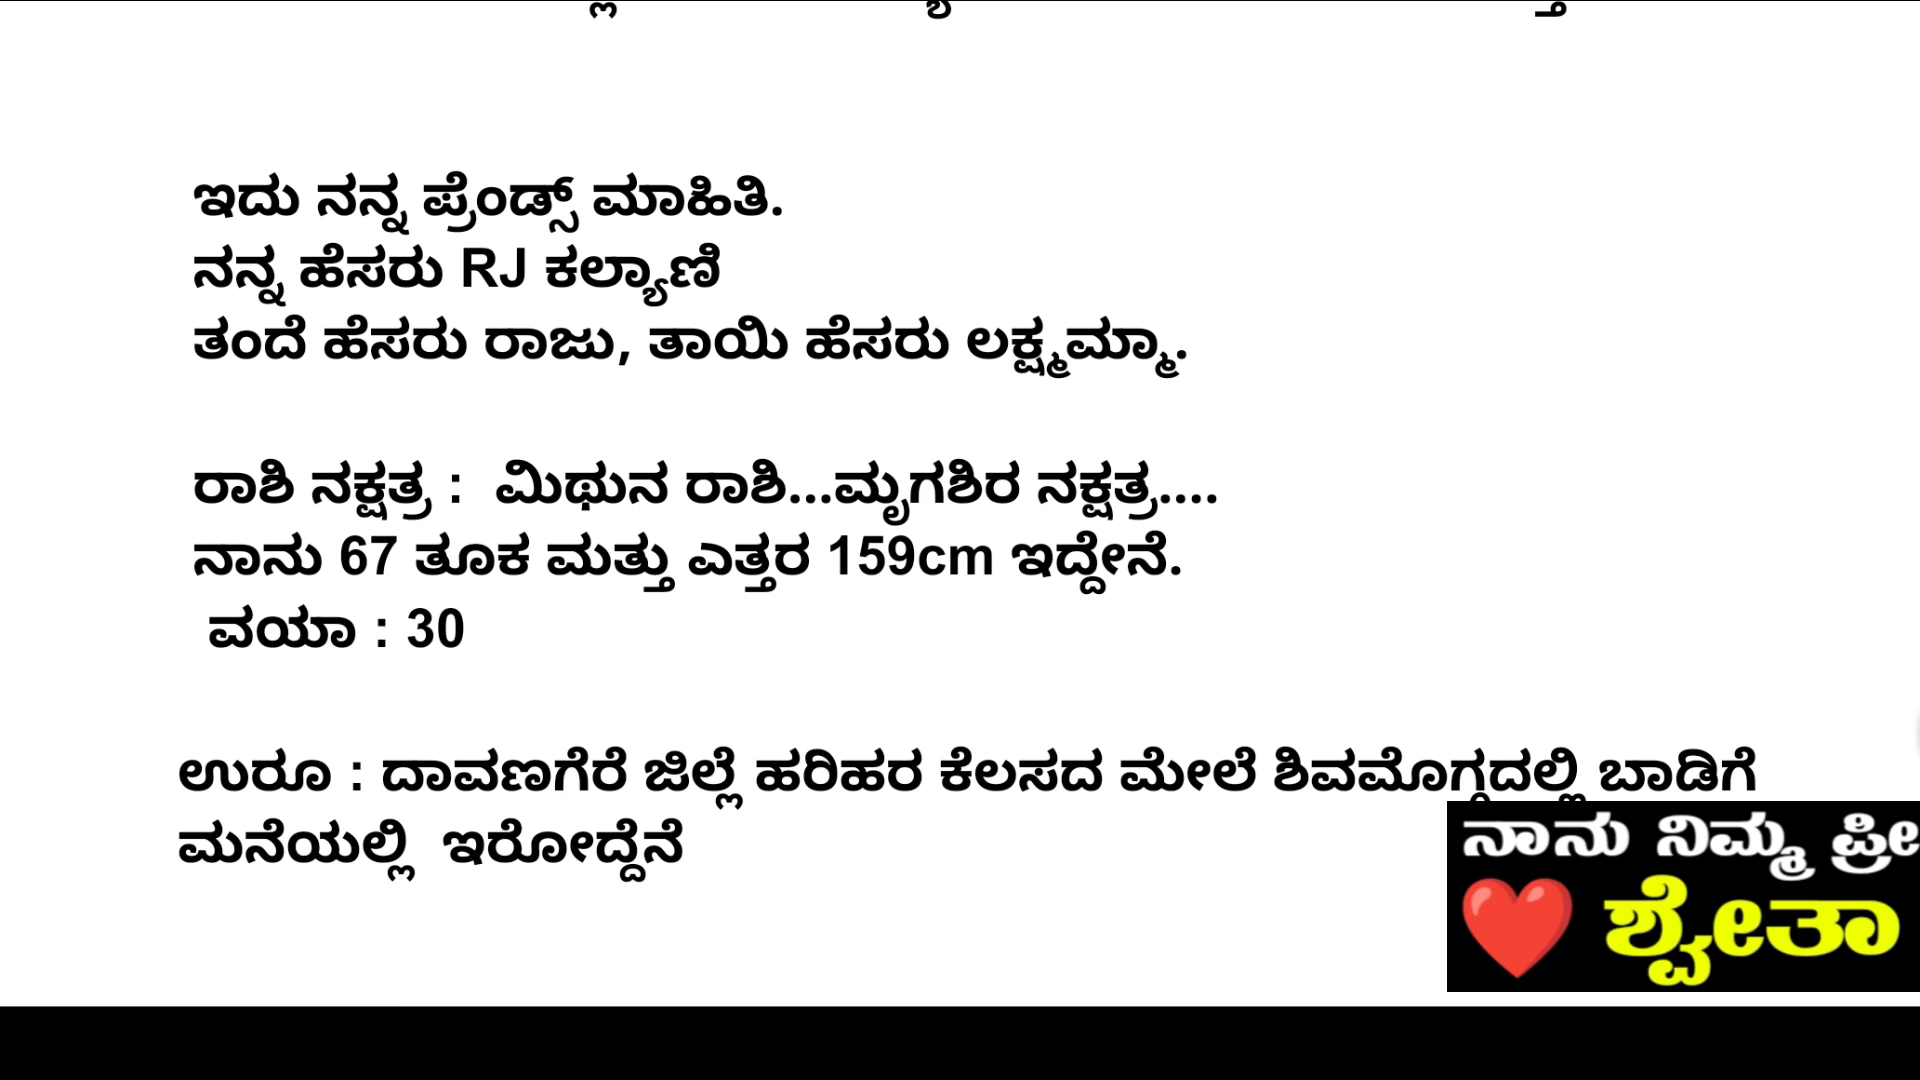 ಇದು ನನ್ನ ಪ್ರೆಂಡ್ಸ್ ಮಾಹಿತಿ.
ನನ್ನ ಹೆಸರು RJ ಕಲ್ಯಾಣಿ
ತಂದೆ ಹೆಸರು ರಾಜು, ತಾಯಿ ಹೆಸರು ಲಕ್ಷ್ಮಮ್ಮಾ.
ರಾಶಿ ನಕ್ಷತ್ರ : ಮಿಥುನ ರಾಶಿ...ಮೃಗಶಿರ ನಕ್ಷತ್ರ....
ನಾನು 67 ತೂಕ ಮತ್ತು ಎತ್ತರ 159cm ಇದ್ದೇನೆ.
ವಯಾ : 30
ಉರೂ : ದಾವಣಗೆರೆ ಜಿಲ್ಲೆ ಹರಿಹರ ಕೆಲಸದ ಮೇಲೆ ಶಿವಮೊಗ್ಗದಲ್ಲಿ ಬಾಡಿಗೆ
ಮನೆಯಲ್ಲಿ ಇರೋದ್ದೆನೆ
ನಾನು ನಿಮ್ಮ ಪ್ರೀ
ಶ್ವೇತಾ